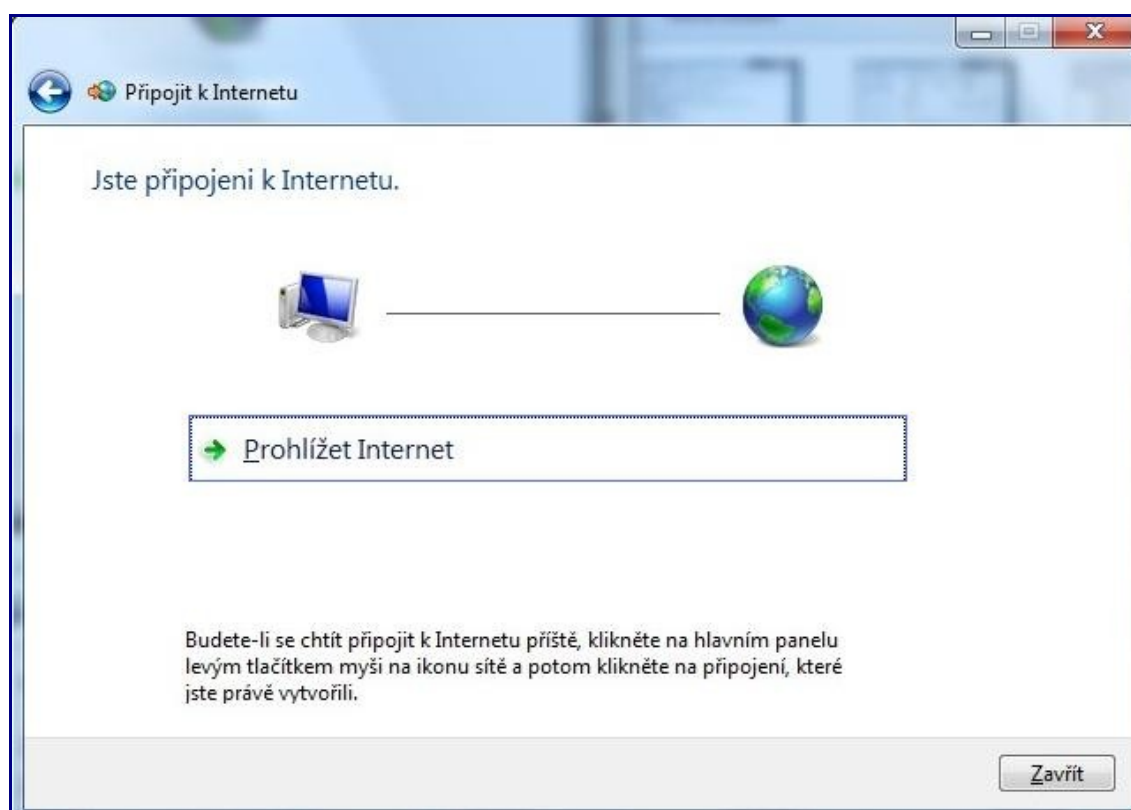 Připojit k Internetu
Jste připojeni k Internetu.
Prohlížet Internet
Budete-li se chtít připojit k Internetu příště, klikněte na hlavním panelu
levým tlačítkem myši na ikonu sítě a potom klikněte na připojení, které
jste právě vytvořili.
Zavřít